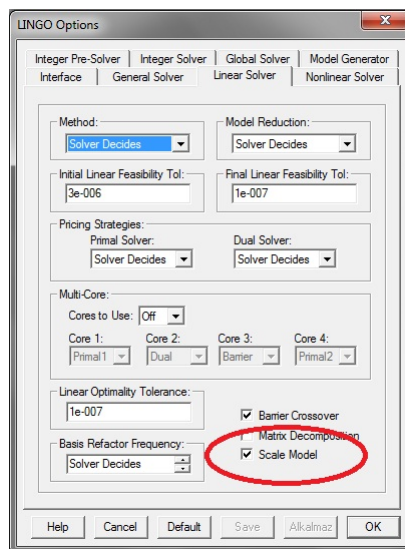 LINGO Options
Integer Pre-Solver Integer Solver Global Solver Model Generator
Interface General Solver Linear Solver Nonlinear Solver
Method: Model Reduction:
Solver Decides Solver Decides
Initial Linear Feasibility Tol: Final Linear Feasibility Tol:
3e-006 1e-007
Pricing Strategies:
Primal Solver: Dual Solver:
Solver Decides Solver Decides
Multi-Core:
Cores to Use: Off
Core 1: Core 2: Core 3: Core 4:
Primal1 Dual Barrier Primal2
Linear Optimality Tolerance:
1e-007
Barrier Crossover
Matrix Decomposition
Basis Refactor Frequency:
Scale Model
Solver Decides
Help Cancel Default Save Alkalmaz OK